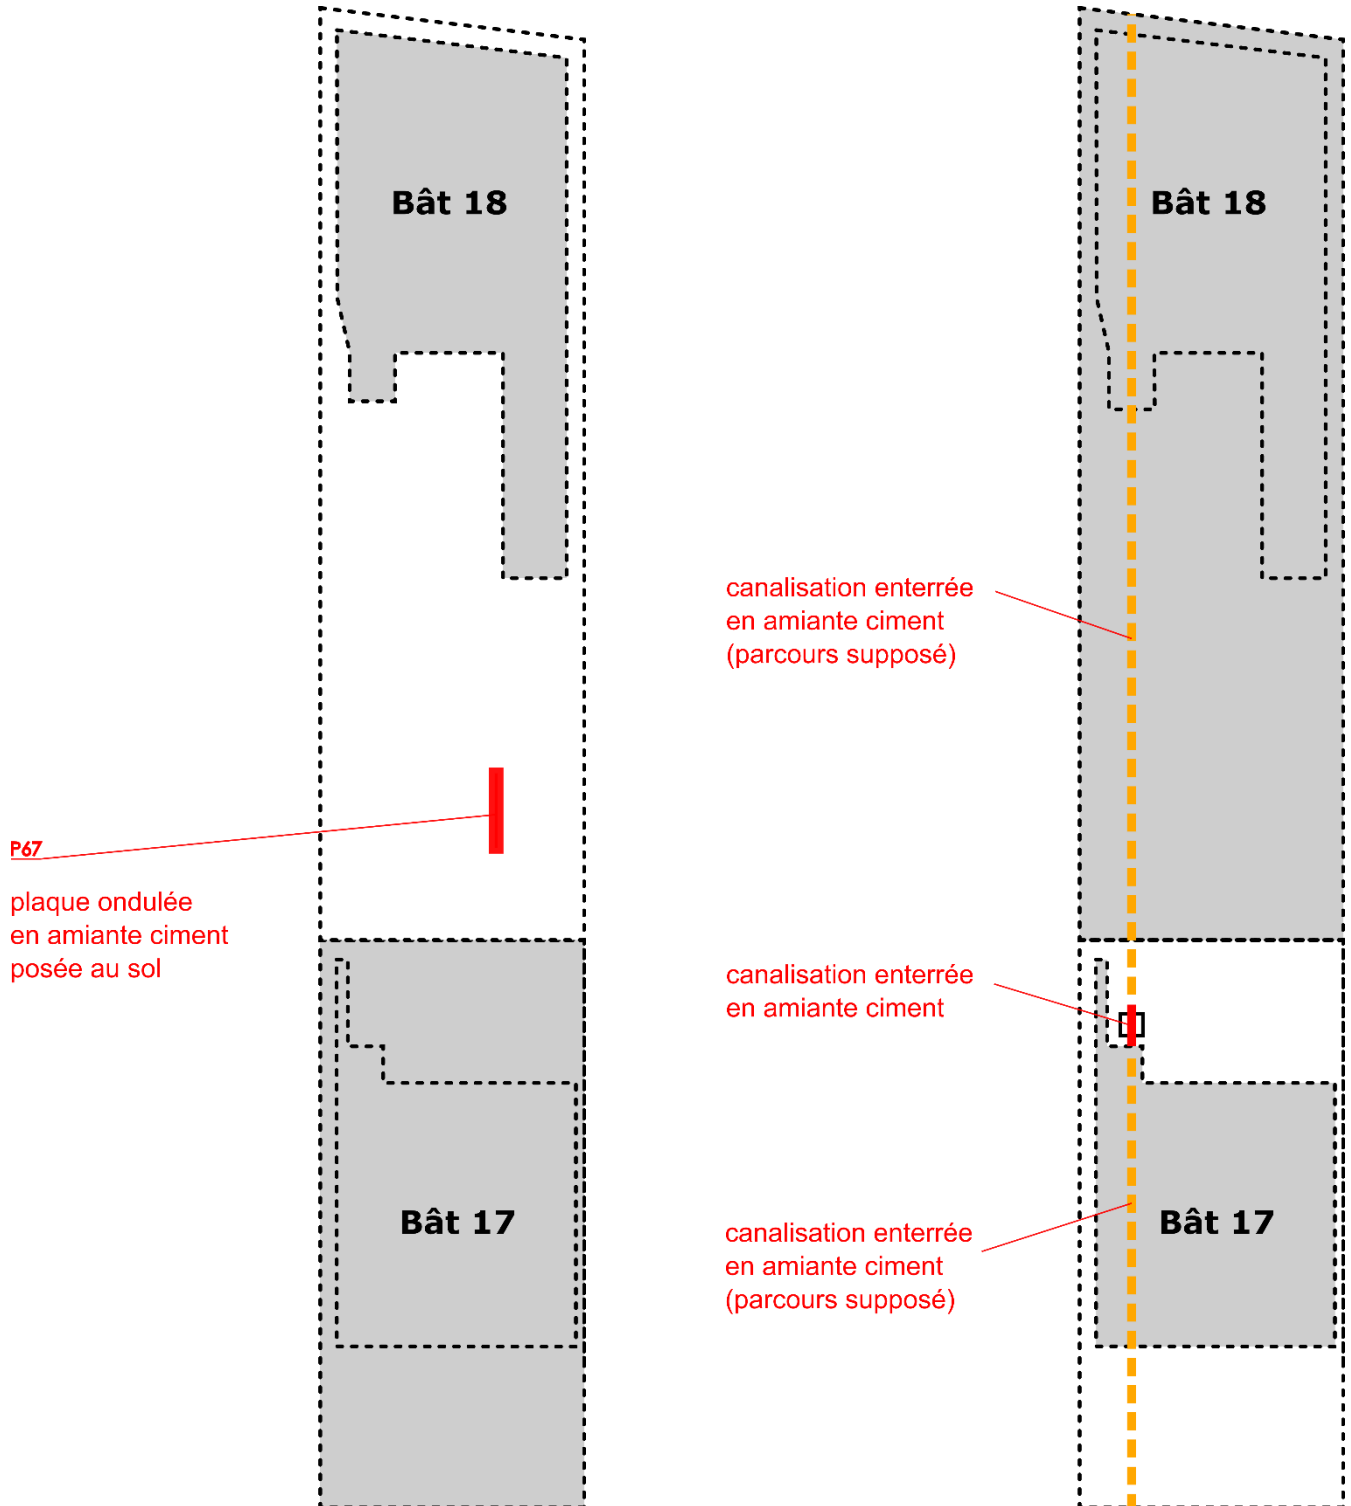 Bât 18
P67
plaque ondulée
en amiante ciment
posée au sol
Bât 17
Bât 18
canalisation enterrée
en amiante ciment
(parcours supposé)
canalisation enterrée
en amiante ciment
canalisation enterrée
en amiante ciment
(parcours supposé)
Bât 17